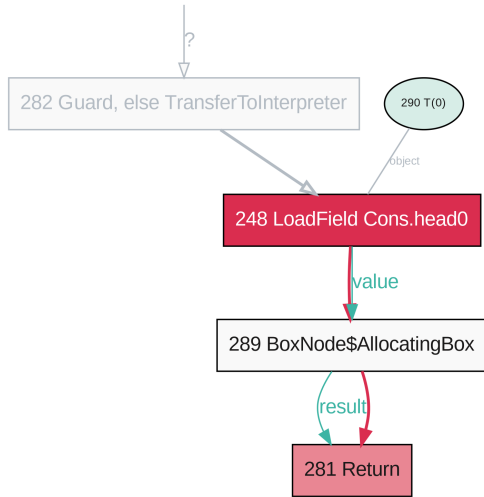 ?
282 Guard, else TransferToInterpreter
290 T(0)
object
248 LoadField Cons.head0
value
289 BoxNode$AllocatingBox
result
281 Return